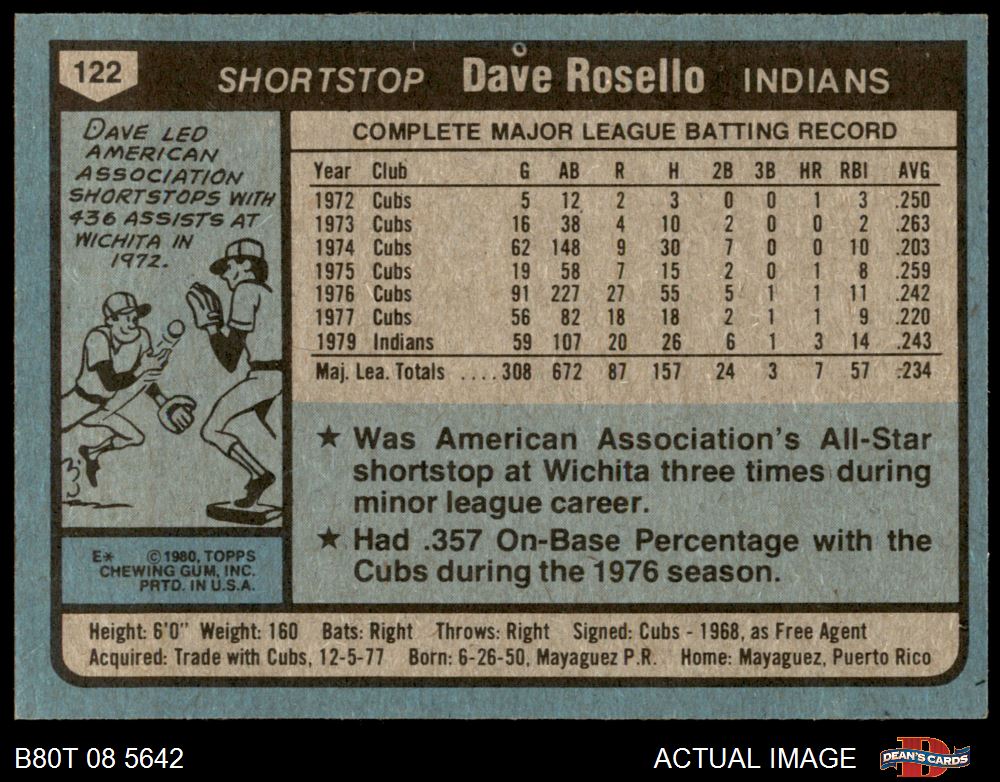 122
SHORTSTOP Dave Rosello INDIANS
DAVE LED
AMERICAN
ASSOCIATION
SHORTSTOPS WITH
436 ASSISTS AT
WICHITA IN
1972.
E* © 1980, TOPPS
CHEWING GUM, INC.
PRTD. IN U.S.A.
COMPLETE MAJOR LEAGUE BATTING RECORD
Year Club G AB R H 2B 3B HR RBI AVG
1972 Cubs 5 12 2 3 0 0 1 3 .250
1973 Cubs 16 38 4 10 2 0 0 2 .263
1974 Cubs 62 148 9 30 7 0 0 10 .203
1975 Cubs 19 58 7 15 2 0 1 8 .259
1976 Cubs 91 227 27 55 5 1 1 11 .242
1977 Cubs 56 82 18 18 2 1 1 9 .220
1979 Indians 59 107 20 26 6 1 3 14 .243
Maj. Lea. Totals ....308 672 87 157 24 3 7 57 .234
★ Was American Association's All-Star
shortstop at Wichita three times during
minor league career.
★ Had .357 On-Base Percentage with the
Cubs during the 1976 season.
Height: 6'0" Weight: 160 Bats: Right Throws: Right Signed: Cubs - 1968, as Free Agent
Acquired: Trade with Cubs, 12-5-77 Born: 6-26-50, Mayaguez P.R. Home: Mayaguez, Puerto Rico
B80T 08 5642
ACTUAL IMAGE
DEAN'S CARDS